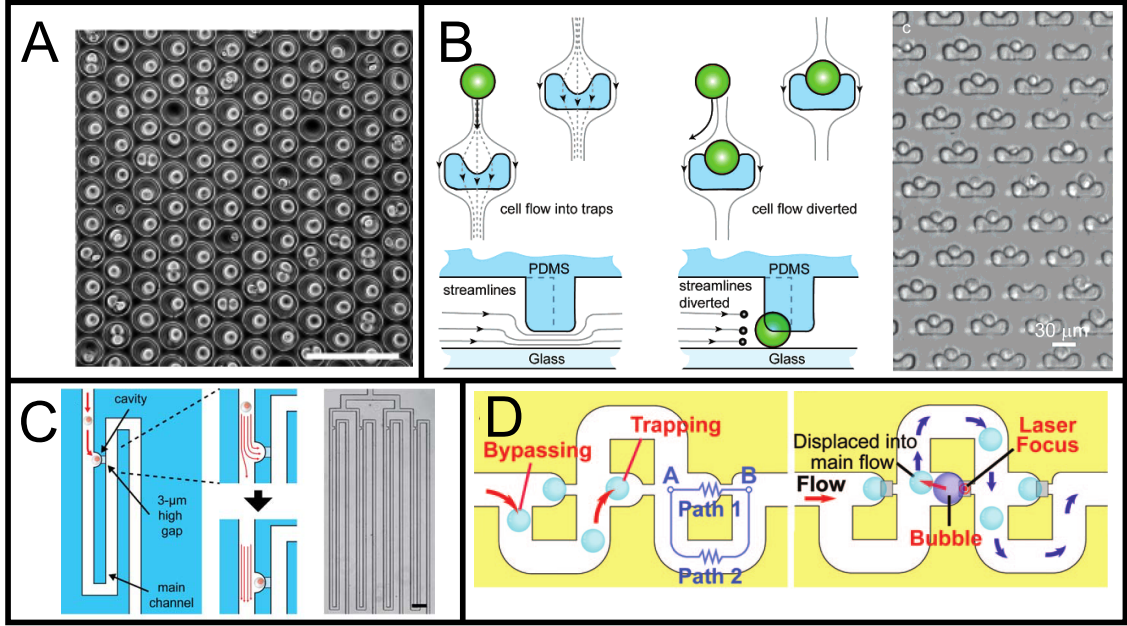 A
B
cell flow into traps
cell flow diverted
PDMS
streamlines
Glass
PDMS
streamlines
diverted
Glass
c
30 µm
C
cavity
3-µm
high
gap
main
channel
D
Bypassing
Trapping
A
B
Path 1
Path 2
Displaced into
main flow
Flow
Laser
Focus
Bubble